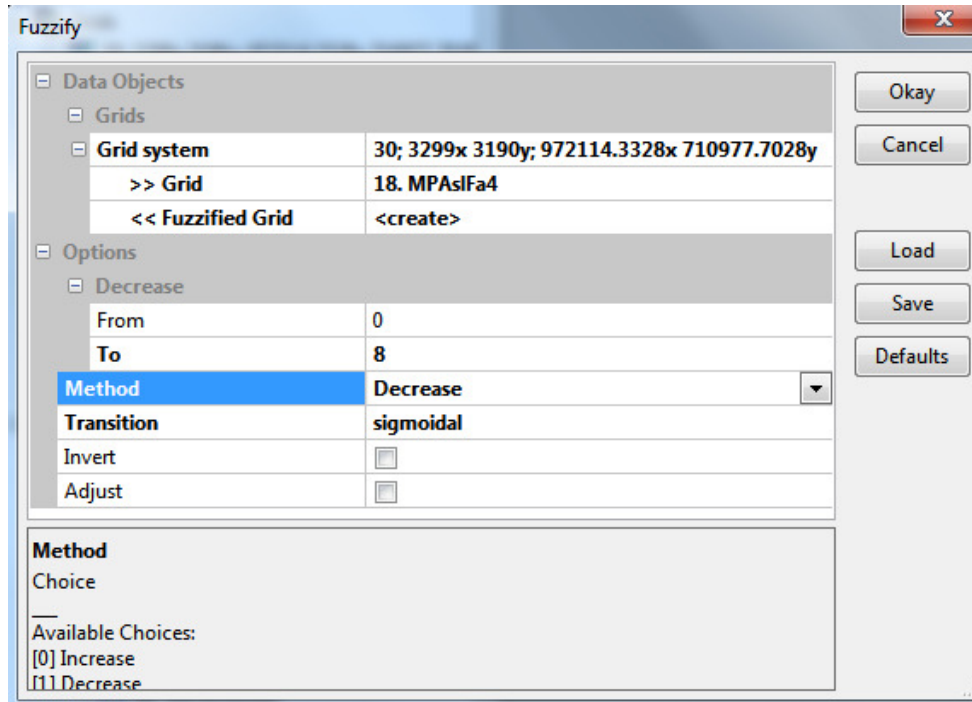 Fuzzify
Data Objects
Grids
Grid system 30; 3299x 3190y; 972114.3328x 710977.7028y
>> Grid 18. MPAslFa4
<< Fuzzified Grid <create>
Options
Decrease
From 0
To 8
Method Decrease
Transition sigmoidal
Invert
Adjust
Okay
Cancel
Load
Save
Defaults
Method
Choice
__
Available Choices:
[0] Increase
[1] Decrease